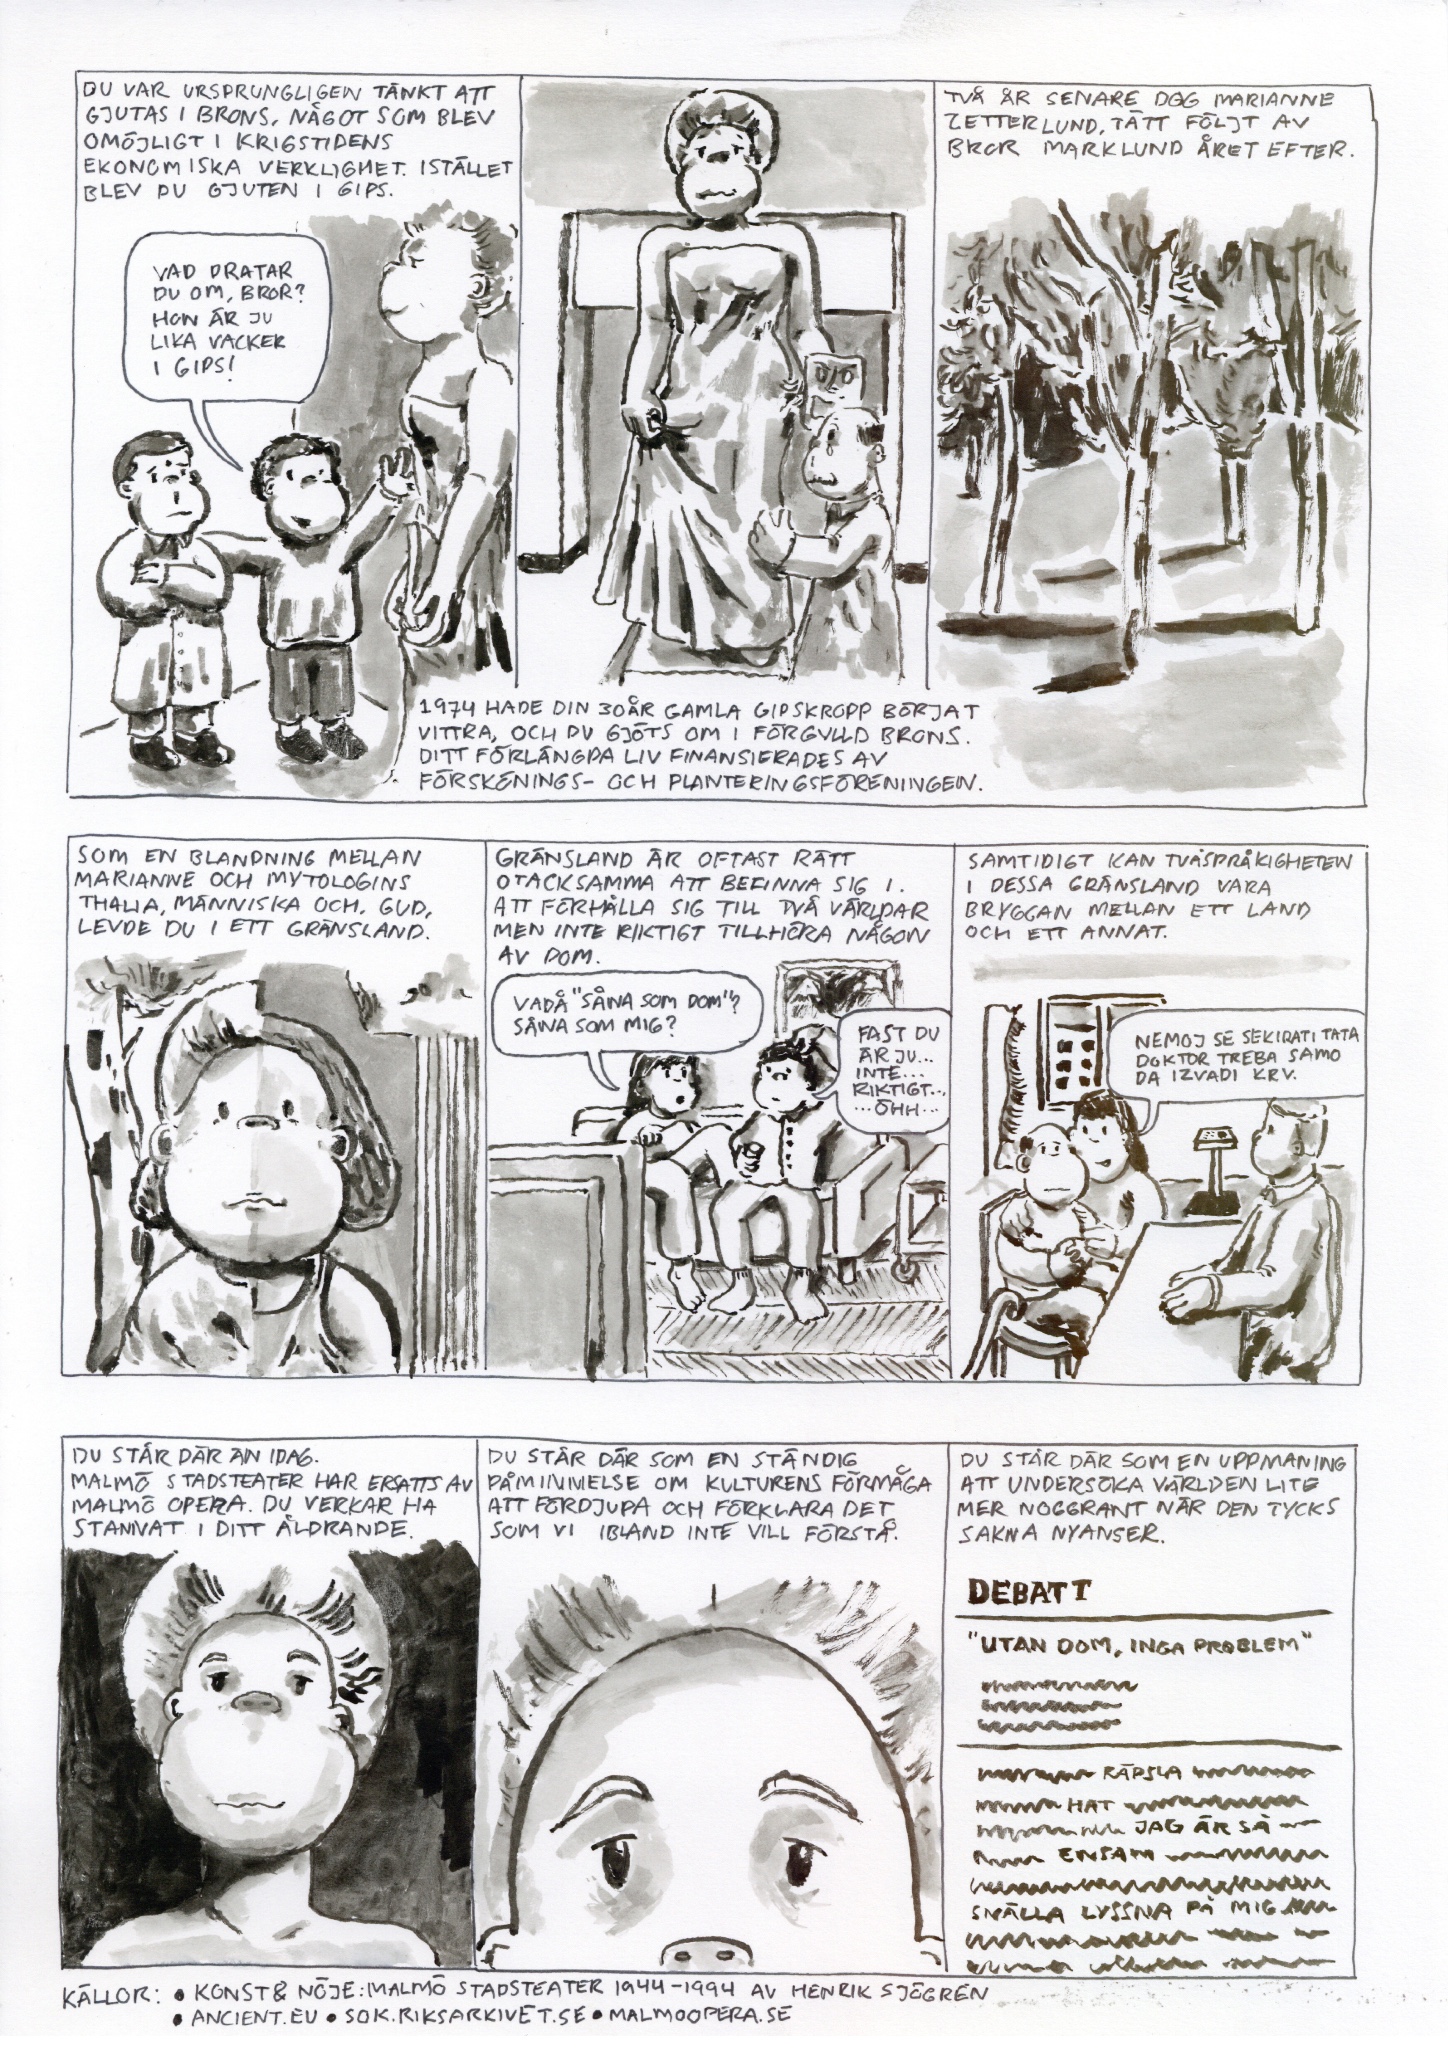 DU VAR URSPRUNGLIGEN TÄNKT ATT
GJUTAS I BRONS, NÅGOT SOM BLEV
OMÖJLIGT I KRIGSTIDENS
EKONOMISKA VERKLIGHET. ISTÄLLET
BLEV DU GJUTEN I GIPS.
VAD PRATAR
DU OM, BROR?
HON ÄR JU
LIKA VACKER
I GIPS!
1974 HADE DIN 30 ÅR GAMLA GIPSKROPP BÖRJAT
VITTRA, OCH DU GJÖTS OM I FÖRGYLLD BRONS.
DITT FÖRLÄNGDA LIV FINANSIERADES AV
FÖRSKÖNINGS- OCH PLANTERINGSFÖRENINGEN.
TVÅ ÅR SENARE DOG MARIANNE
ZETTERLUND, TÄTT FÖLJT AV
BROR MARKLUND ÅRET EFTER.
SOM EN BLANDNING MELLAN
MARIANNE OCH MYTOLOGINS
THALIA, MÄNNISKA OCH GUD,
LEVDE DU I ETT GRÄNSLAND.
GRÄNSLAND ÄR OFTAST RÄTT
OTACKSAMMA ATT BEFINNA SIG I.
ATT FÖRHÅLLA SIG TILL TVÅ VÄRLDAR
MEN INTE RIKTIGT TILLHÖRA NÅGON
AV DOM.
VADÅ "SÅNA SOM DOM"?
SÅNA SOM MIG?
FAST DU
ÄR JU...
INTE...
RIKTIGT...
...ÖHH...
SAMTIDIGT KAN TVÅSPRÅKIGHETEN
I DESSA GRÄNSLAND VARA
BRYGGAN MELLAN ETT LAND
OCH ETT ANNAT.
NEMOJ SE SEKIRATI TATA
DOKTOR TREBA SAMO
DA IZVADI KRV.
DU STÅR DÄR ÄN IDAG.
MALMÖ STADSTEATER HAR ERSATTS AV
MALMÖ OPERA. DU VERKAR HA
STANNAT I DITT ÅLDRANDE.
DU STÅR DÄR SOM EN STÄNDIG
PÅMINNELSE OM KULTURENS FÖRMÅGA
ATT FÖRDJUPA OCH FÖRKLARA DET
SOM VI IBLAND INTE VILL FÖRSTÅ.
DU STÅR DÄR SOM EN UPPMANING
ATT UNDERSÖKA VÄRLDEN LITE
MER NOGGRANT NÄR DEN TYCKS
SAKNA NYANSER.
DEBATT
"UTAN DOM, INGA PROBLEM"
RÄDSLA
HAT
JAG ÄR SÅ
ENSAM
SNÄLLA LYSSNA PÅ MIG
KÄLLOR: • KONST & NÖJE: MALMÖ STADSTEATER 1944-1994 AV HENRIK SJÖGREN
• ANCIENT.EU • SOK.RIKSARKIVET.SE • MALMOOPERA.SE